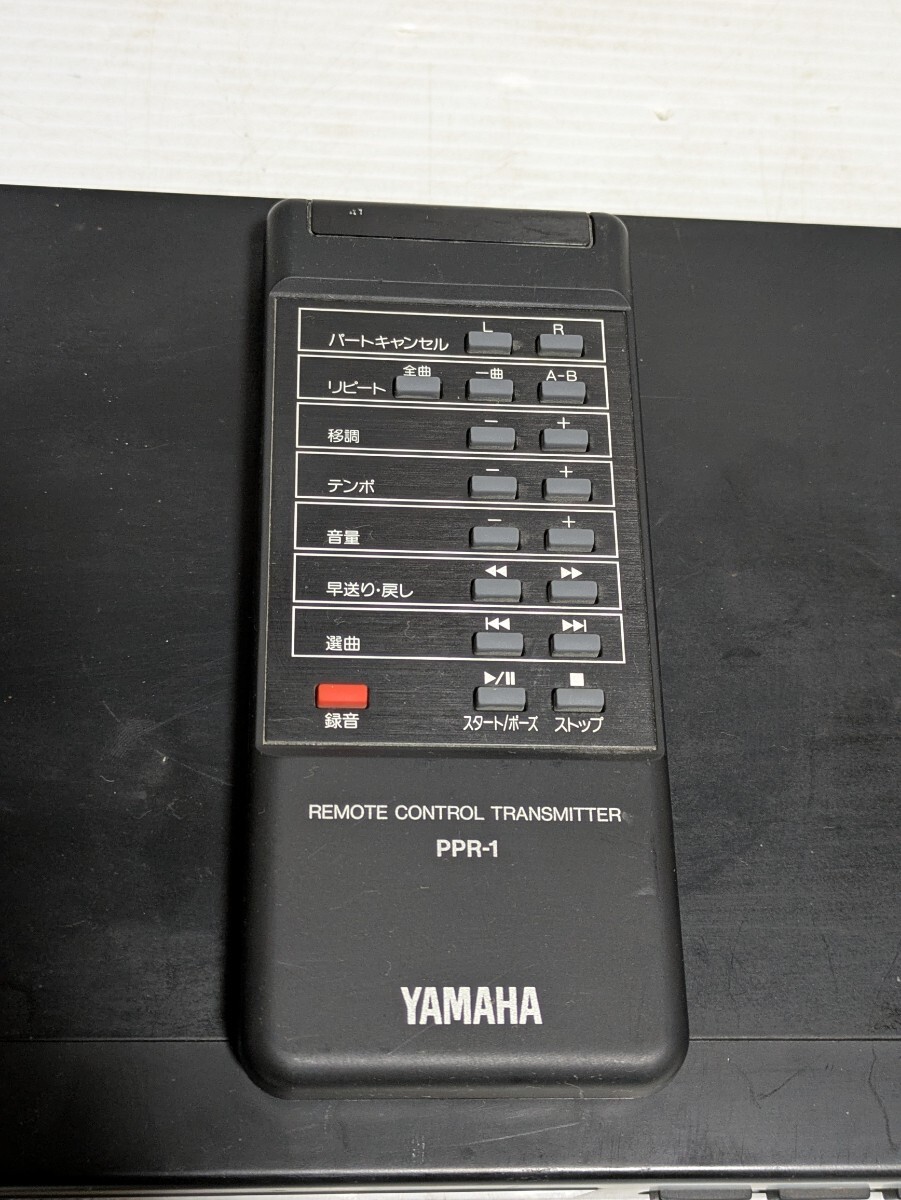 パートキャンセル L R
リピート 全曲 一曲 A-B
移調 − +
テンポ − +
音量 − +
早送り・戻し ◀◀ ▶▶
選曲 |◀◀ ▶▶|
▶/II ■
録音 スタート/ポーズ ストップ
REMOTE CONTROL TRANSMITTER
PPR-1
YAMAHA